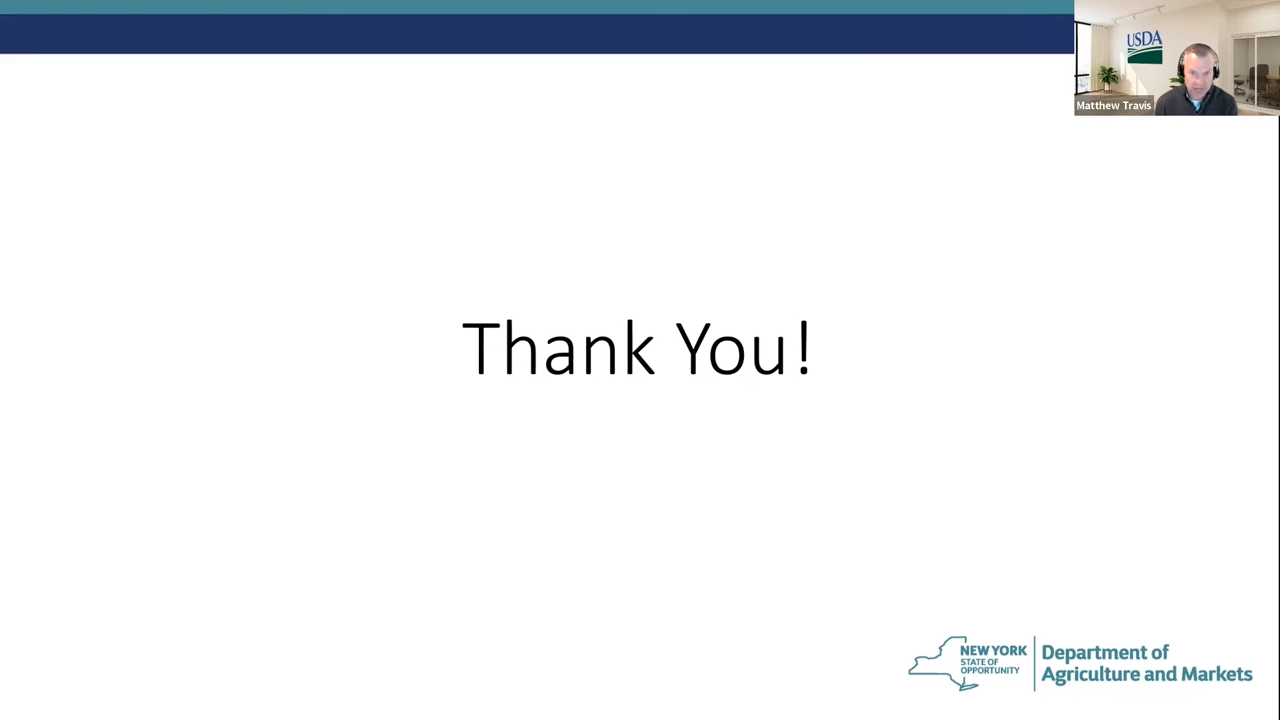 USDA
Matthew Travis
Thank You!
NEW YORK
STATE OF
OPPORTUNITY
Department of
Agriculture and Markets